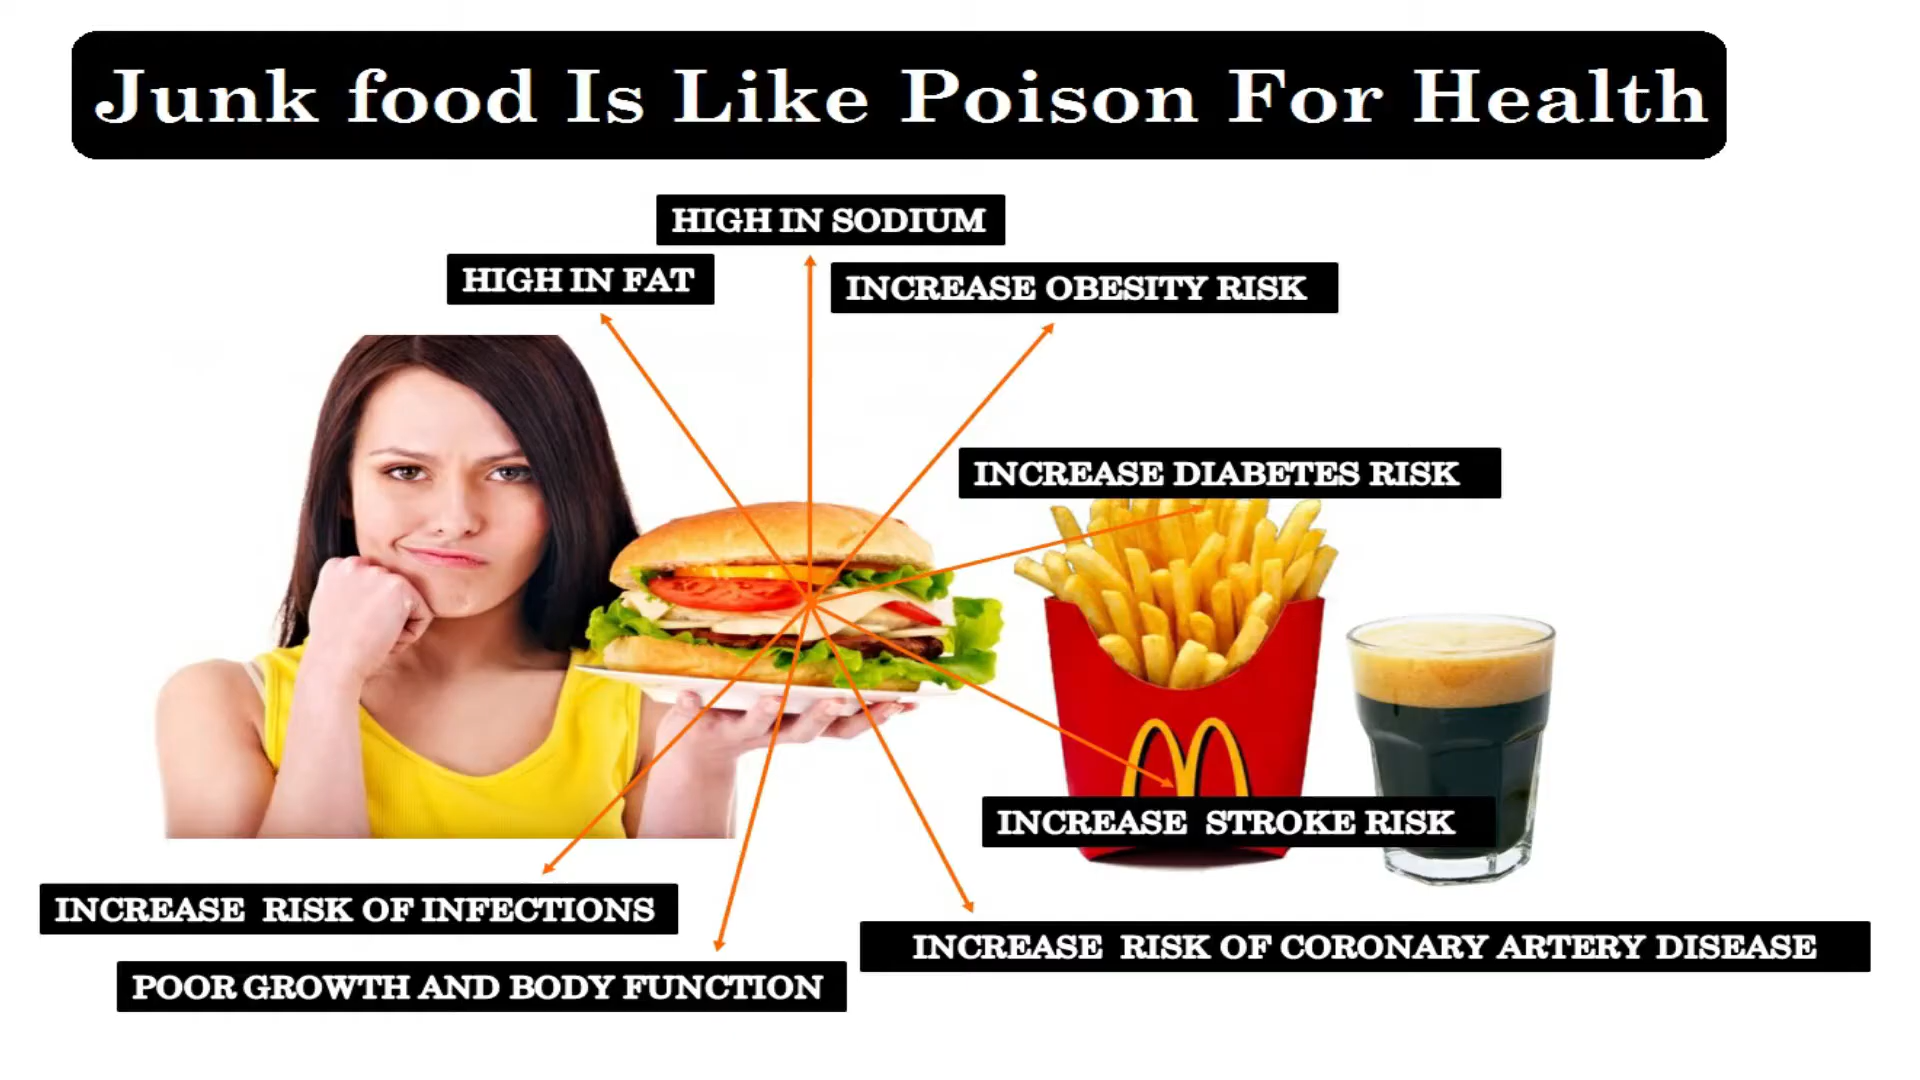 Junk food Is Like Poison For Health
HIGH IN SODIUM
HIGH IN FAT
INCREASE OBESITY RISK
INCREASE DIABETES RISK
INCREASE STROKE RISK
INCREASE RISK OF INFECTIONS
INCREASE RISK OF CORONARY ARTERY DISEASE
POOR GROWTH AND BODY FUNCTION